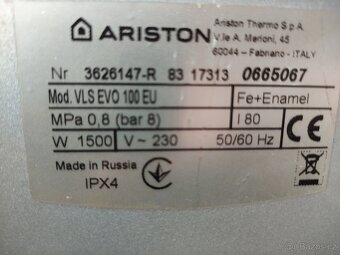 ARISTON
Ariston Thermo S.p.A.
V.le A. Merloni, 45
60044 - Fabriano - ITALY
Nr 3626147-R 83 17313 0665067
Mod. VLS EVO 100 EU Fe+Enamel
MPa 0,8 (bar 8) l 80
W 1500 V~ 230 50/60 Hz
CE
Made in Russia
IPX4